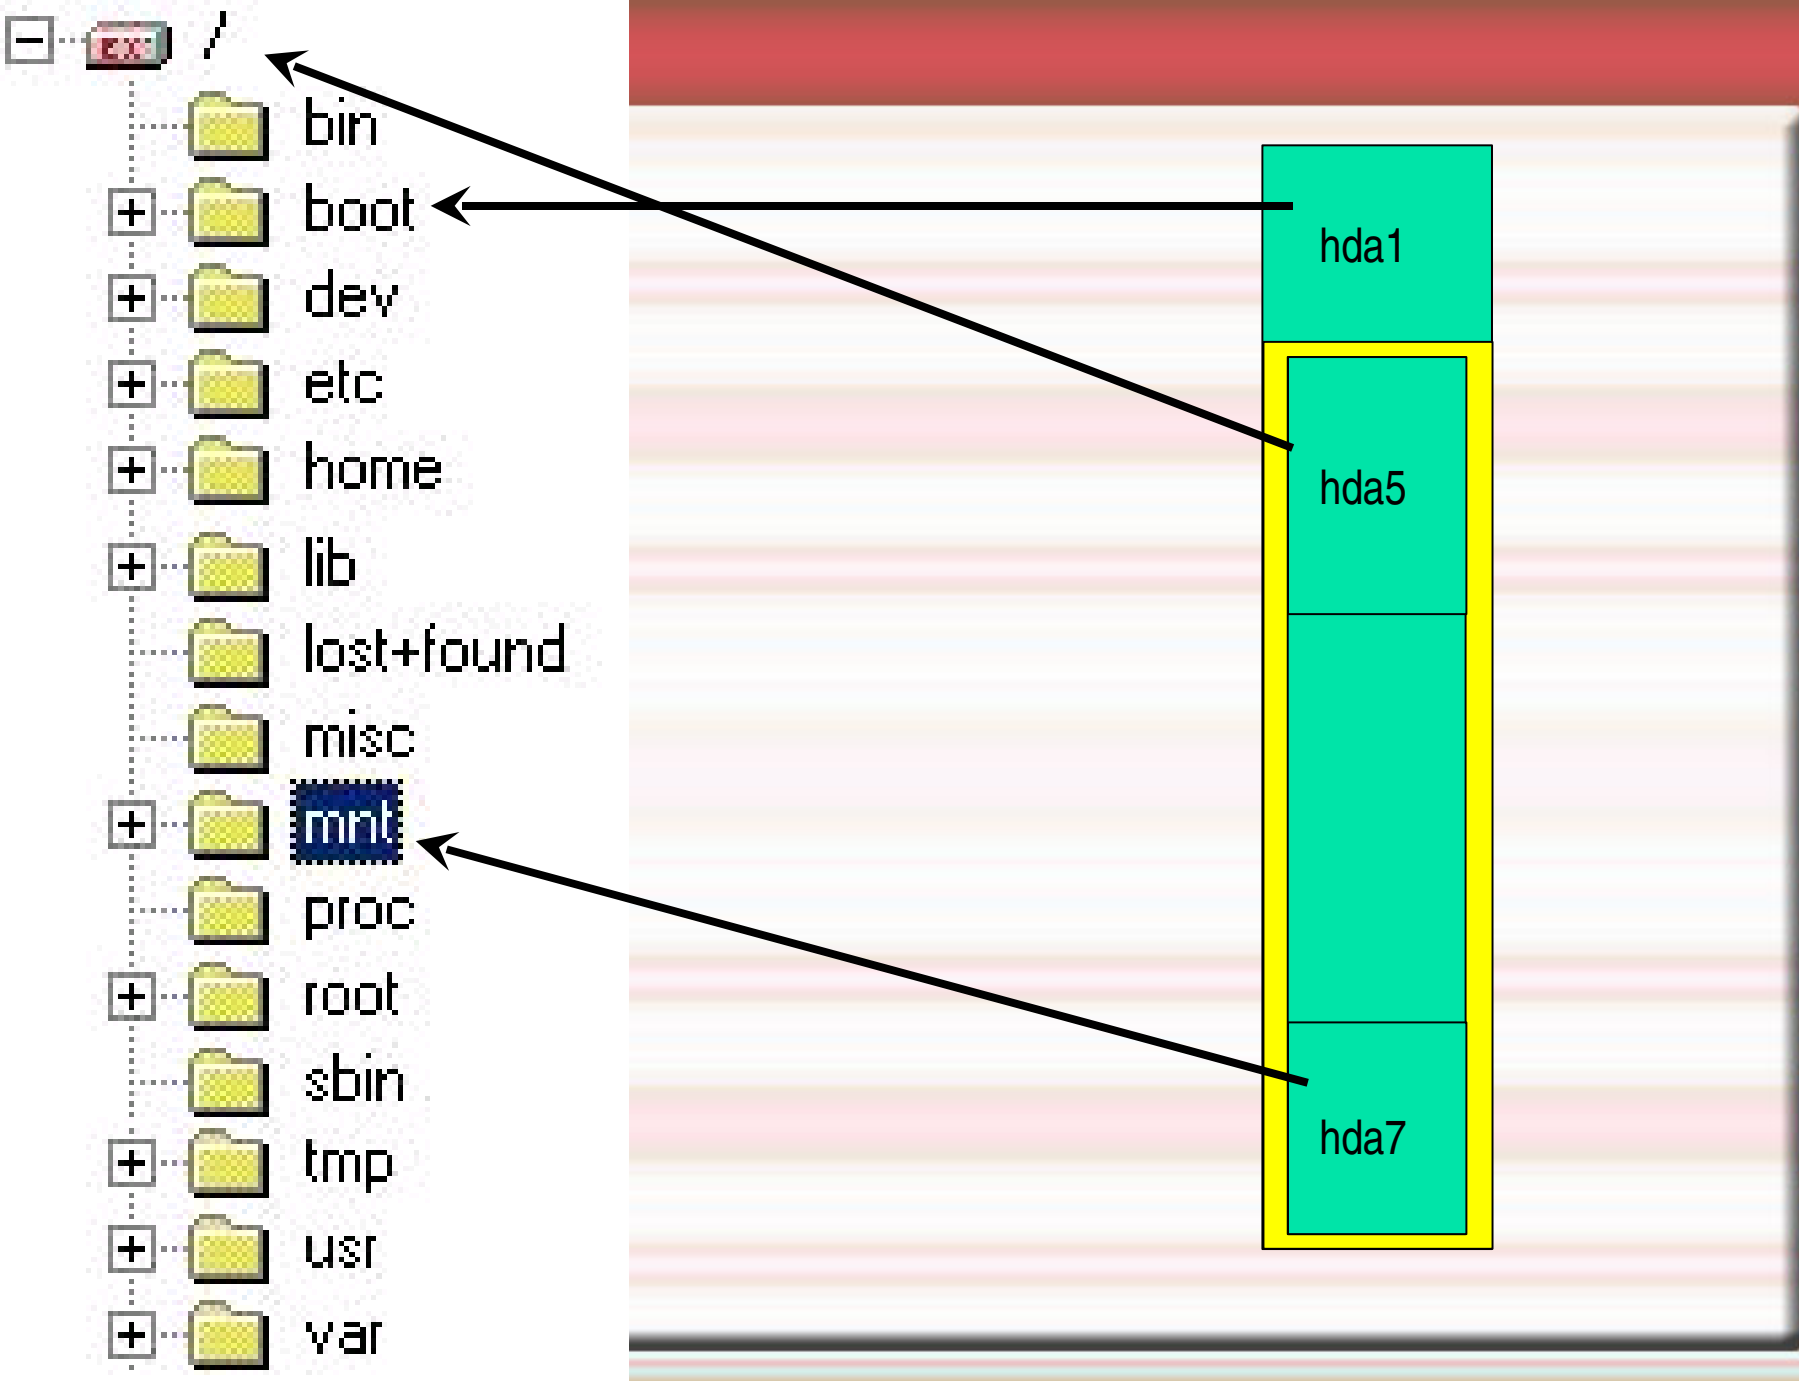 /
bin
boot
dev
etc
home
lib
lost+found
misc
mnt
proc
root
sbin
tmp
usr
var
hda1
hda5
hda7